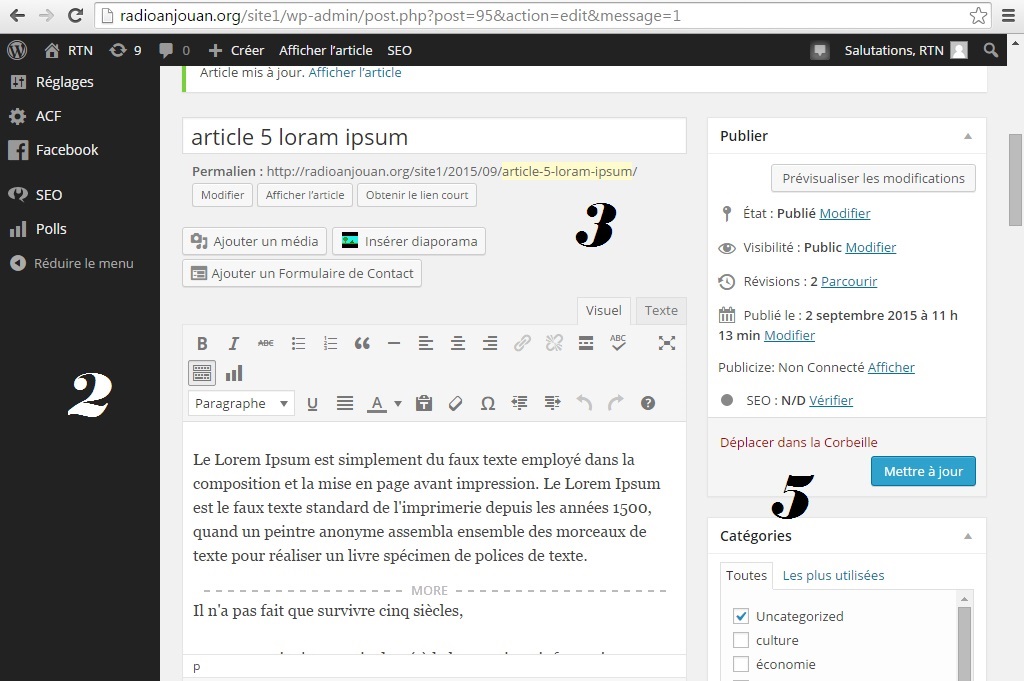 radioanjouan.org/site1/wp-admin/post.php?post=95&action=edit&message=1
RTN 9 0 Créer Afficher l'article SEO Salutations, RTN
Réglages
ACF
Facebook
SEO
Polls
Réduire le menu
2
Article mis à jour. Afficher l'article
article 5 loram ipsum
Permalien : http://radioanjouan.org/site1/2015/09/article-5-loram-ipsum/
Modifier Afficher l'article Obtenir le lien court
3
Ajouter un média Insérer diaporama
Ajouter un Formulaire de Contact
Visuel Texte
B I ABC ABC
Paragraphe U A Ω ?
Le Lorem Ipsum est simplement du faux texte employé dans la
composition et la mise en page avant impression. Le Lorem Ipsum
est le faux texte standard de l'imprimerie depuis les années 1500,
quand un peintre anonyme assembla ensemble des morceaux de
texte pour réaliser un livre spécimen de polices de texte.
MORE
Il n'a pas fait que survivre cinq siècles,
p
Publier
Prévisualiser les modifications
État : Publié Modifier
Visibilité : Public Modifier
Révisions : 2 Parcourir
Publié le : 2 septembre 2015 à 11 h
13 min Modifier
Publicize: Non Connecté Afficher
SEO : N/D Vérifier
Déplacer dans la Corbeille
Mettre à jour
5
Catégories
Toutes Les plus utilisées
Uncategorized
culture
économie